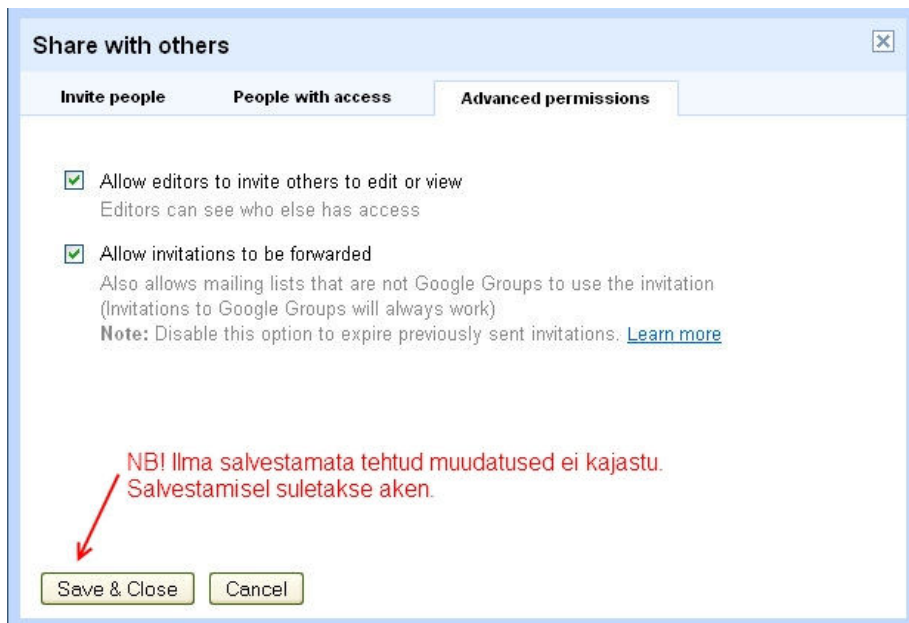 Share with others
Invite people
People with access
Advanced permissions
Allow editors to invite others to edit or view
Editors can see who else has access
Allow invitations to be forwarded
Also allows mailing lists that are not Google Groups to use the invitation
(Invitations to Google Groups will always work)
Note: Disable this option to expire previously sent invitations. Learn more
NB! Ilma salvestamata tehtud muudatused ei kajastu.
Salvestamisel suletakse aken.
Save & Close
Cancel